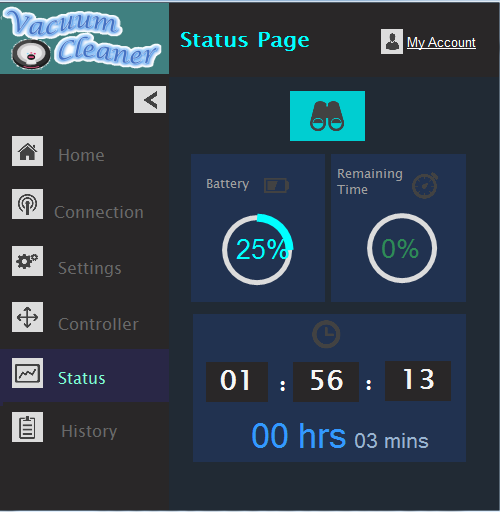 Vacuum
Cleaner
Status Page
My Account
Home
Connection
Settings
Controller
Status
History
Battery
25%
Remaining
Time
0%
01 : 56 : 13
00 hrs 03 mins